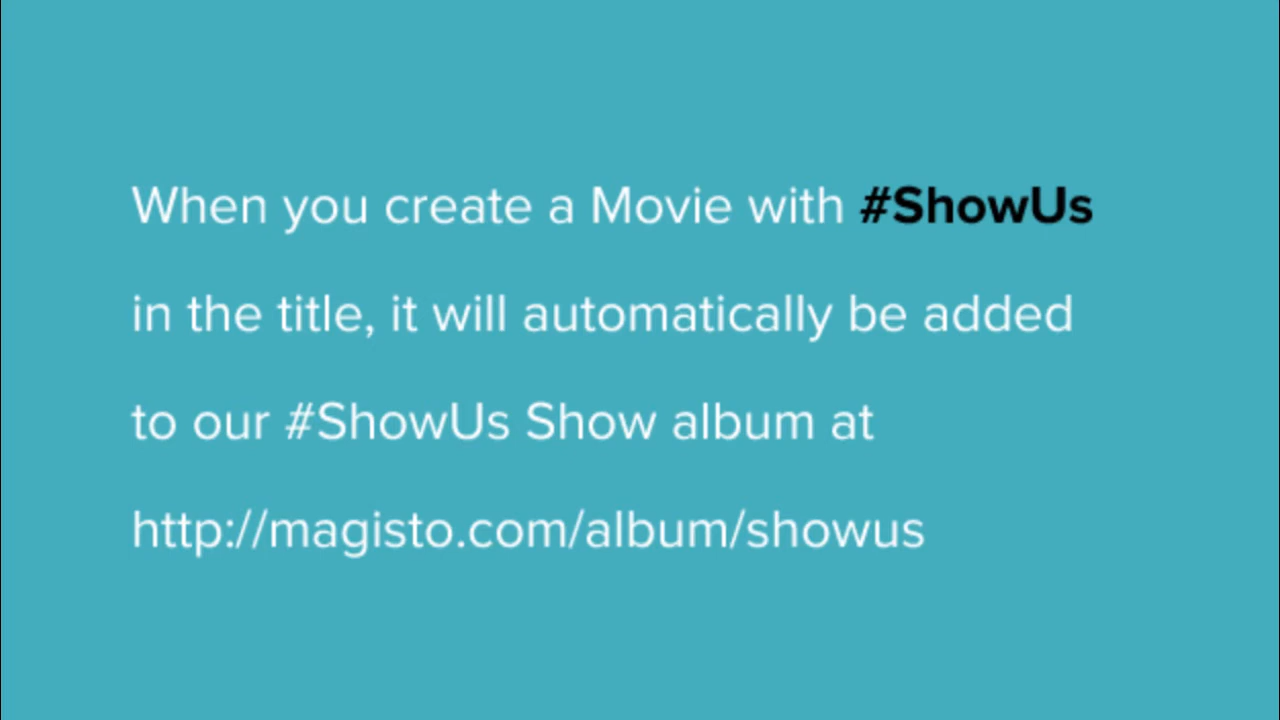 When you create a Movie with #ShowUs
in the title, it will automatically be added
to our #ShowUs Show album at
http://magisto.com/album/showus